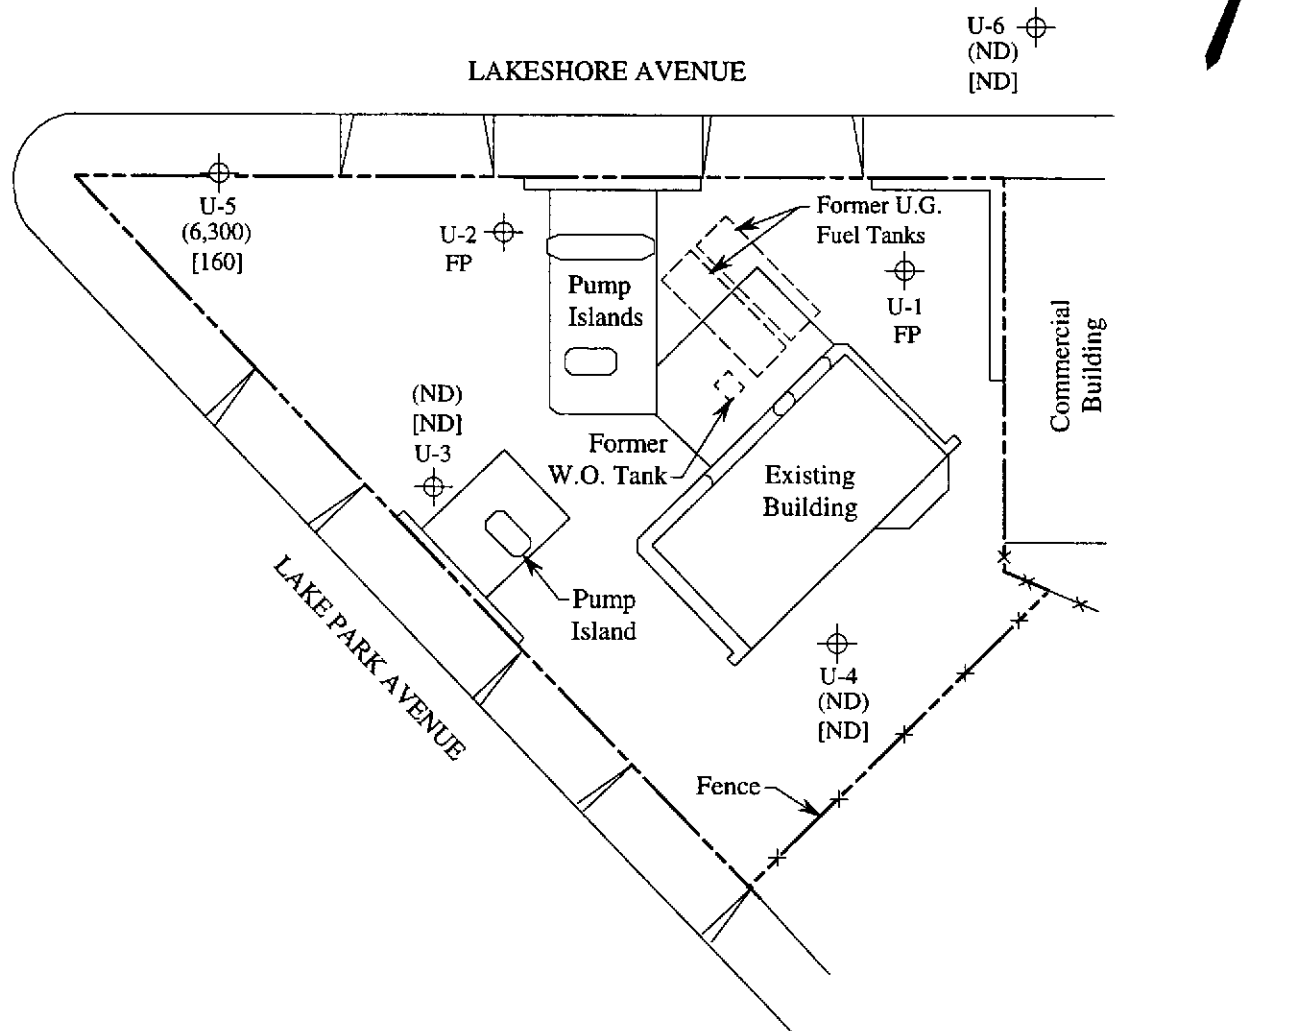 U-6
(ND)
[ND]
LAKESHORE AVENUE
U-5
(6,300)
[160]
U-2
FP
Former U.G.
Fuel Tanks
Pump
Islands
U-1
FP
Commercial
Building
(ND)
[ND]
U-3
Former
W.O. Tank
Existing
Building
Pump
Island
LAKE PARK AVENUE
U-4
(ND)
[ND]
Fence